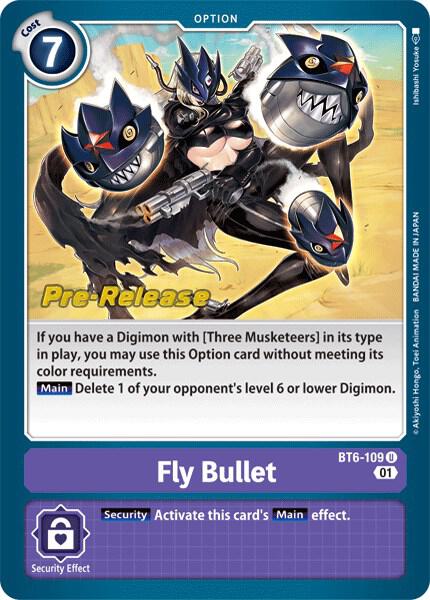 OPTION
Cost
7
Ishibashi Yosuke
Pre-Release
©Akiyoshi Hongo, Toei Animation BANDAI MADE IN JAPAN
If you have a Digimon with [Three Musketeers] in its type
in play, you may use this Option card without meeting its
color requirements.
Main Delete 1 of your opponent's level 6 or lower Digimon.
BT6-109 U
Fly Bullet
01
Security Activate this card's Main effect.
Security Effect